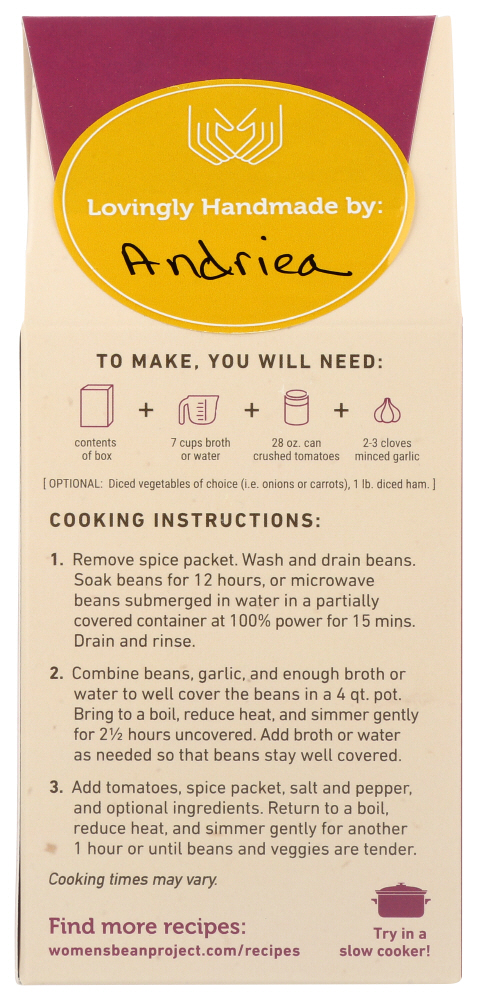 Lovingly Handmade by:
Andriea
TO MAKE, YOU WILL NEED:
contents
of box
+
7 cups broth
or water
+
28 oz. can
crushed tomatoes
+
2-3 cloves
minced garlic
[ OPTIONAL: Diced vegetables of choice (i.e. onions or carrots), 1 lb. diced ham. ]
COOKING INSTRUCTIONS:
1. Remove spice packet. Wash and drain beans.
Soak beans for 12 hours, or microwave
beans submerged in water in a partially
covered container at 100% power for 15 mins.
Drain and rinse.
2. Combine beans, garlic, and enough broth or
water to well cover the beans in a 4 qt. pot.
Bring to a boil, reduce heat, and simmer gently
for 2½ hours uncovered. Add broth or water
as needed so that beans stay well covered.
3. Add tomatoes, spice packet, salt and pepper,
and optional ingredients. Return to a boil,
reduce heat, and simmer gently for another
1 hour or until beans and veggies are tender.
Cooking times may vary.
Find more recipes:
womensbeanproject.com/recipes
Try in a
slow cooker!